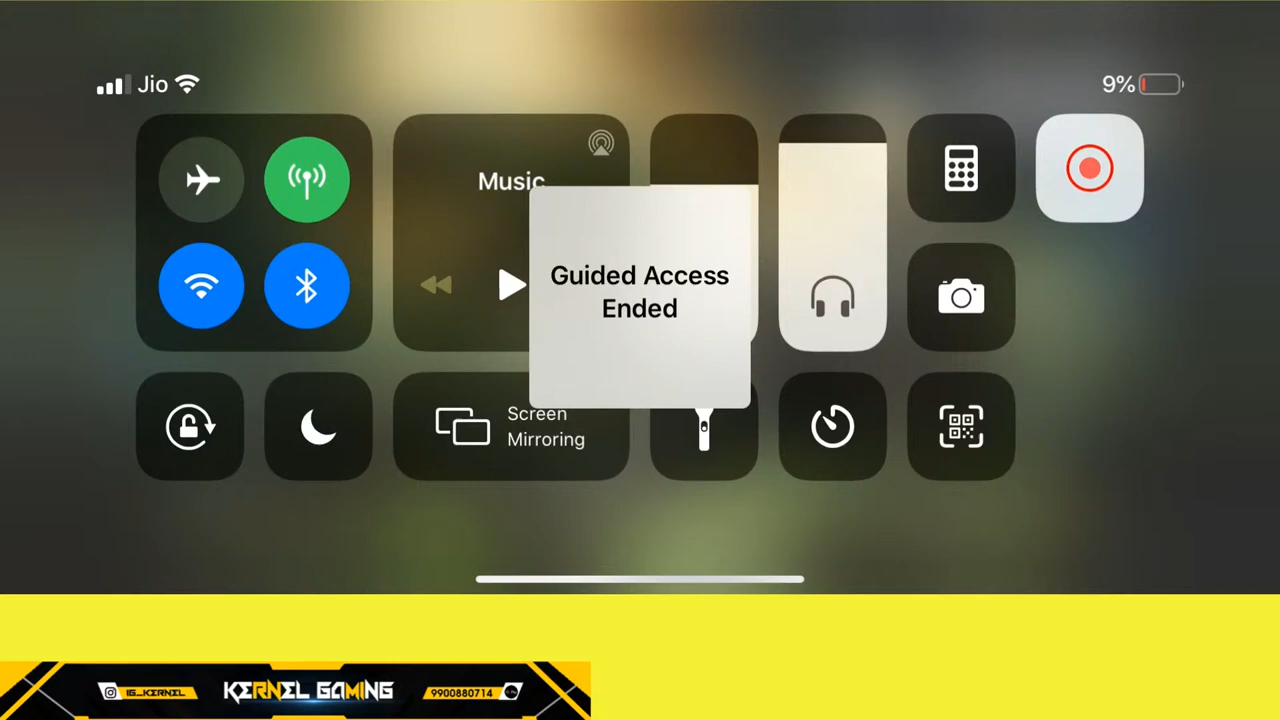 Jio
9%
Music
Guided Access
Ended
Screen
Mirroring
IG_KERNEL
KERNEL GAMING
9900880714